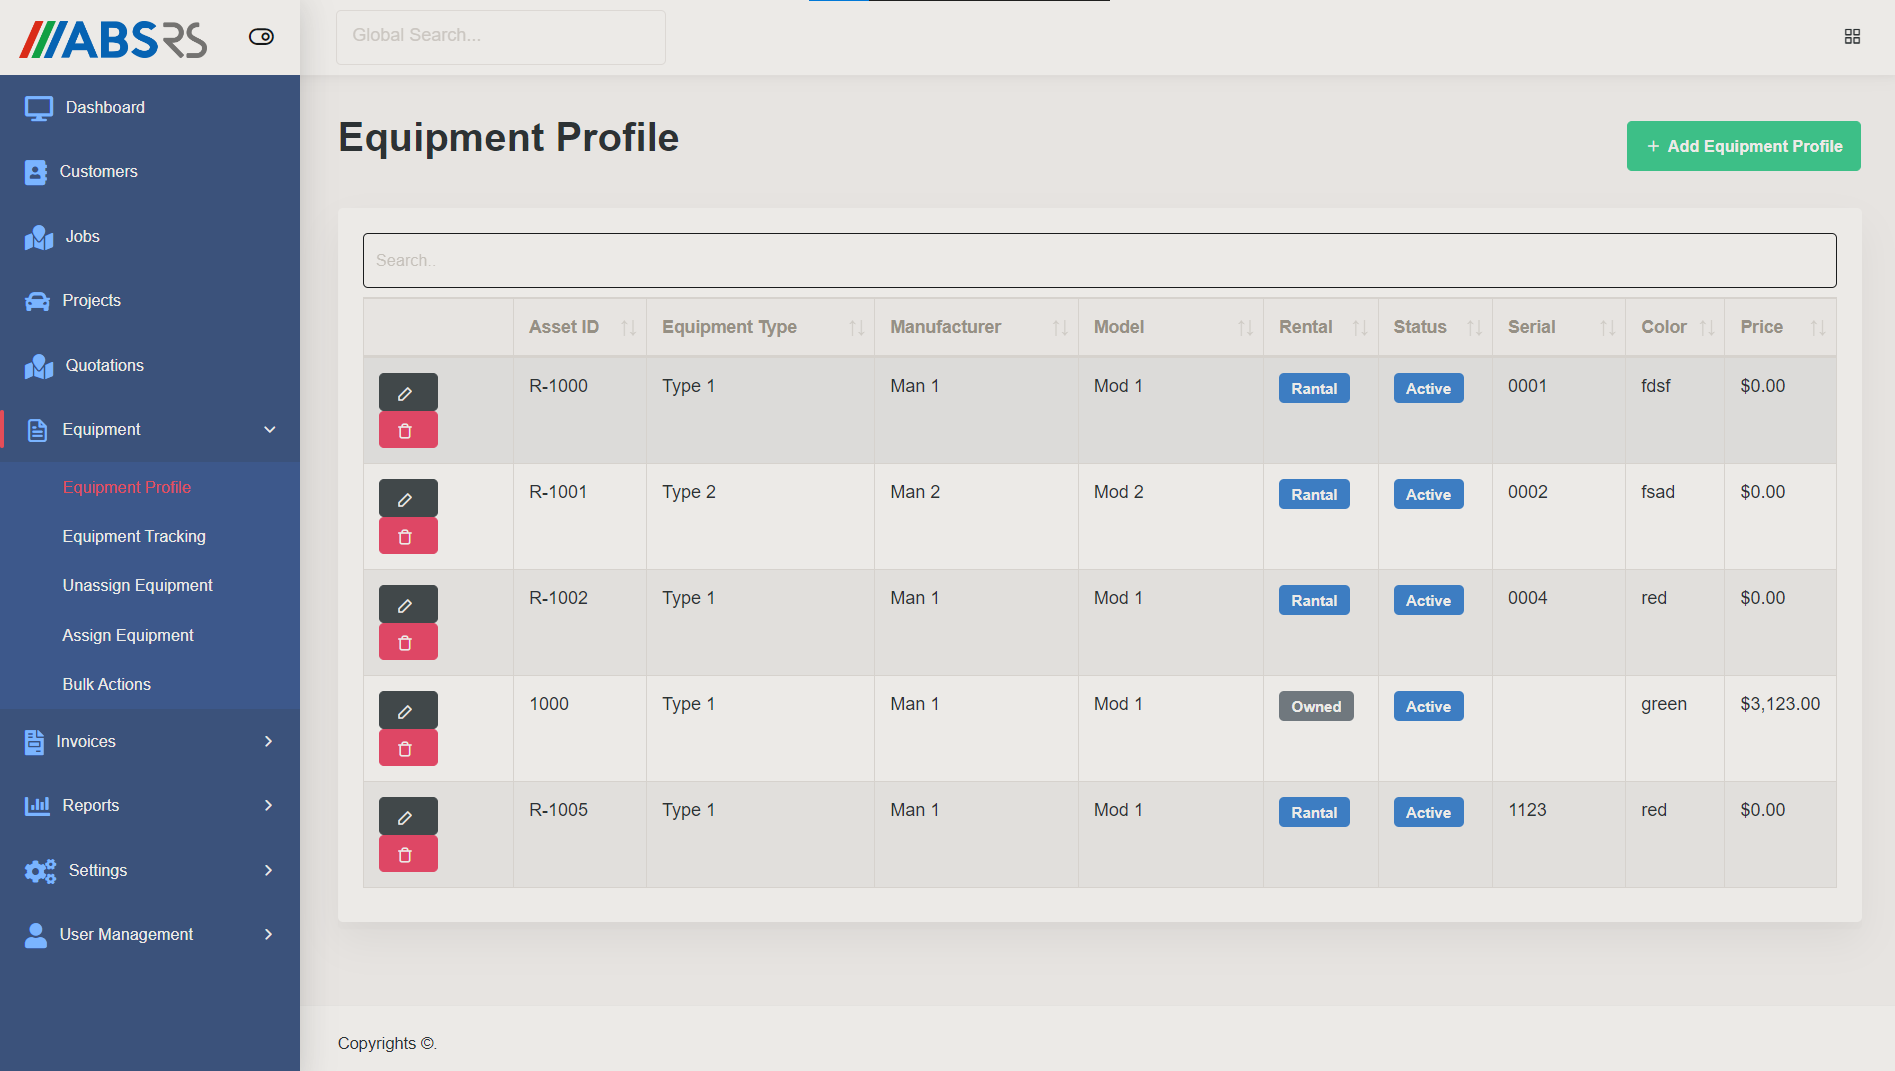 ABS RS
Global Search...
Dashboard
Customers
Jobs
Projects
Quotations
Equipment
Equipment Profile
Equipment Tracking
Unassign Equipment
Assign Equipment
Bulk Actions
Invoices
Reports
Settings
User Management
Equipment Profile
+ Add Equipment Profile
Search..
Asset ID Equipment Type Manufacturer Model Rental Status Serial Color Price
R-1000 Type 1 Man 1 Mod 1 Rantal Active 0001 fdsf $0.00
R-1001 Type 2 Man 2 Mod 2 Rantal Active 0002 fsad $0.00
R-1002 Type 1 Man 1 Mod 1 Rantal Active 0004 red $0.00
1000 Type 1 Man 1 Mod 1 Owned Active green $3,123.00
R-1005 Type 1 Man 1 Mod 1 Rantal Active 1123 red $0.00
Copyrights ©.